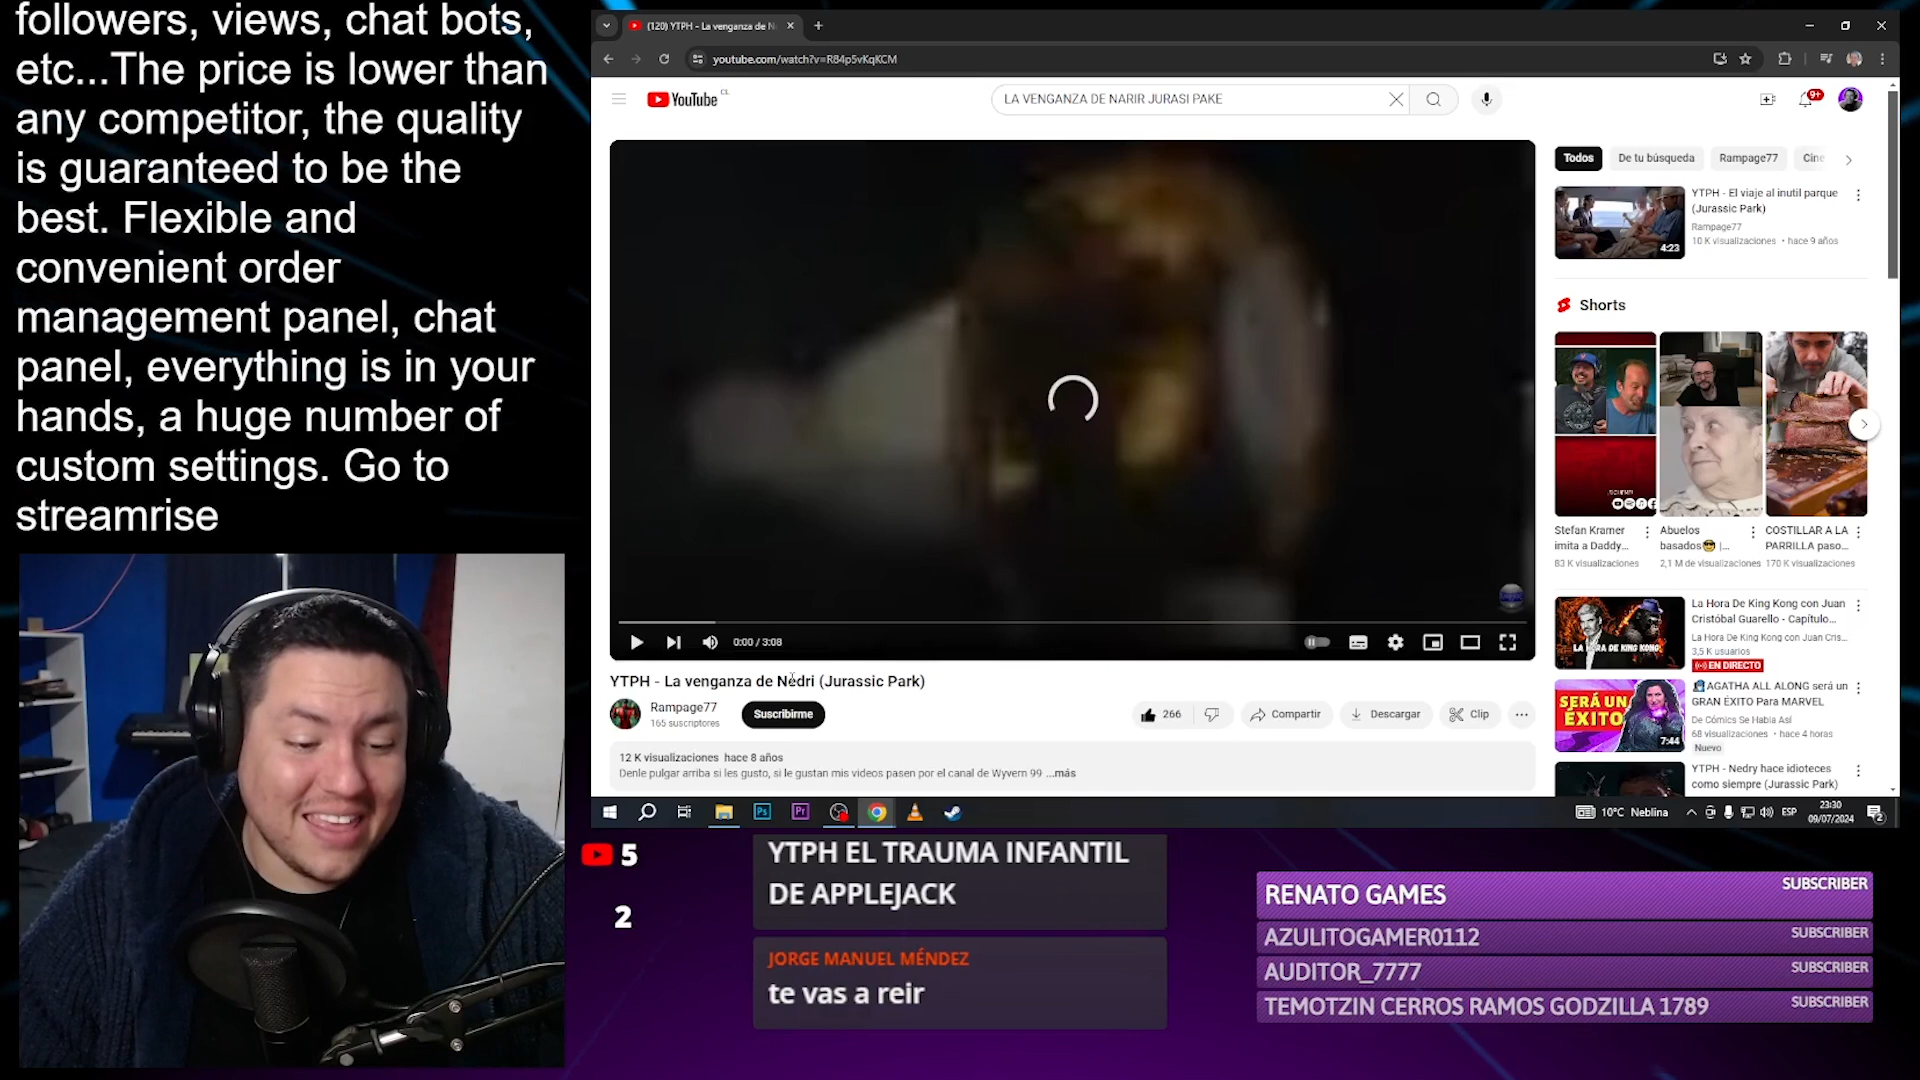 followers, views, chat bots,
etc...The price is lower than
any competitor, the quality
is guaranteed to be the
best. Flexible and
convenient order
management panel, chat
panel, everything is in your
hands, a huge number of
custom settings. Go to
streamrise
(120) YTPH - La venganza de N
youtube.com/watch?v=R84p5vKqKCM
YouTube CL
LA VENGANZA DE NARIR JURASI PAKE
9+
0:00 / 3:08
YTPH - La venganza de Nedri (Jurassic Park)
Rampage77
165 suscriptores
Suscribirme
266
Compartir
Descargar
Clip
12 K visualizaciones hace 8 años
Denle pulgar arriba si les gusto, si le gustan mis videos pasen por el canal de Wyvern 99 ...más
Todos
De tu búsqueda
Rampage77
Cine
YTPH - El viaje al inutil parque
(Jurassic Park)
Rampage77
10 K visualizaciones • hace 9 años
4:23
Shorts
Stefan Kramer
imita a Daddy...
83 K visualizaciones
Abuelos
basados😎 |...
2,1 M de visualizaciones
COSTILLAR A LA
PARRILLA paso...
170 K visualizaciones
LA HORA DE KING KONG
La Hora De King Kong con Juan
Cristóbal Guarello - Capítulo...
La Hora De King Kong con Juan Cris...
3,5 K usuarios
EN DIRECTO
SERÁ UN
ÉXITO
7:44
AGATHA ALL ALONG será un
GRAN ÉXITO Para MARVEL
De Cómics Se Habla Así
68 visualizaciones • hace 4 horas
Nuevo
YTPH - Nedry hace idioteces
como siempre (Jurassic Park)
Ps
Pr
10°C Neblina
ESP
23:30
09/07/2024
2
5
2
YTPH EL TRAUMA INFANTIL
DE APPLEJACK
JORGE MANUEL MÉNDEZ
te vas a reir
RENATO GAMES
SUBSCRIBER
AZULITOGAMER0112
SUBSCRIBER
AUDITOR_7777
SUBSCRIBER
TEMOTZIN CERROS RAMOS GODZILLA 1789
SUBSCRIBER